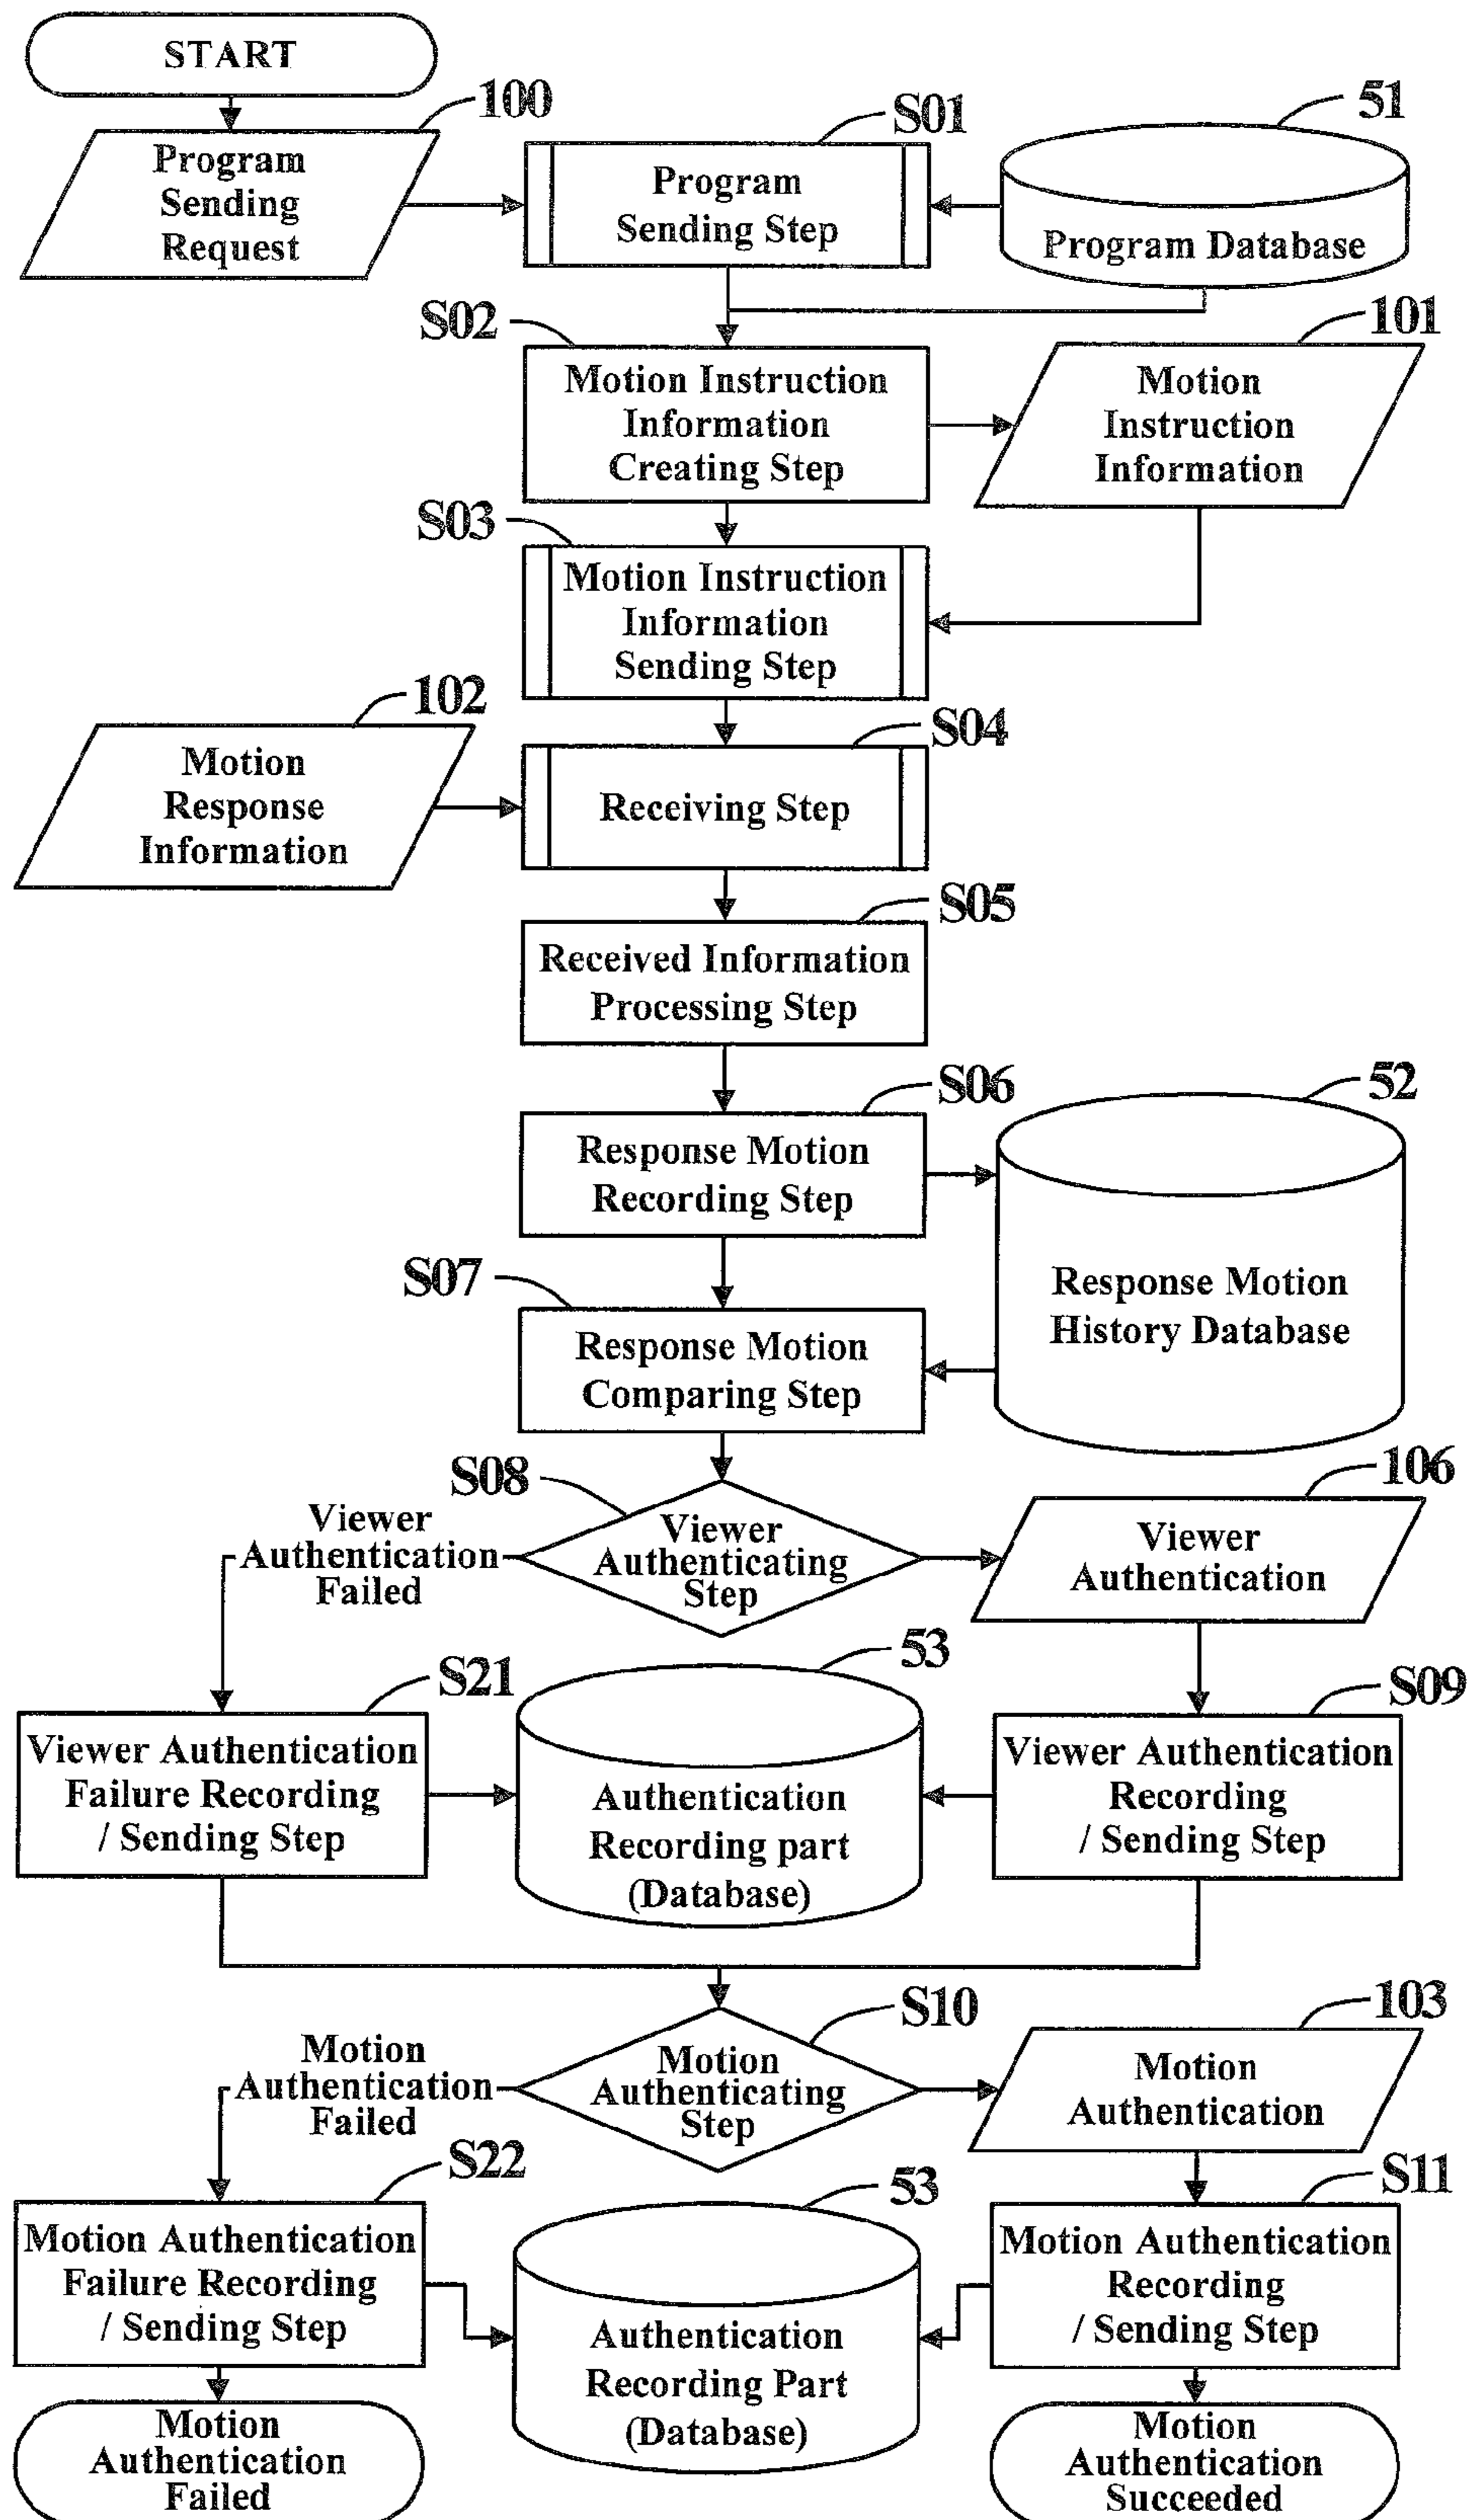 START
100
Program
Sending
Request
S01
Program
Sending Step
51
Program Database
S02
Motion Instruction
Information
Creating Step
101
Motion
Instruction
Information
S03
Motion Instruction
Information
Sending Step
102
Motion
Response
Information
S04
Receiving Step
S05
Received Information
Processing Step
S06
Response Motion
Recording Step
52
Response Motion
History Database
S07
Response Motion
Comparing Step
S08
Viewer
Authenticating
Step
Viewer
Authentication
Failed
106
Viewer
Authentication
S21
Viewer Authentication
Failure Recording
/ Sending Step
53
Authentication
Recording part
(Database)
S09
Viewer Authentication
Recording
/ Sending Step
S10
Motion
Authenticating
Step
Motion
Authentication
Failed
103
Motion
Authentication
S22
Motion Authentication
Failure Recording
/ Sending Step
53
Authentication
Recording Part
(Database)
S11
Motion Authentication
Recording
/ Sending Step
Motion
Authentication
Failed
Motion
Authentication
Succeeded